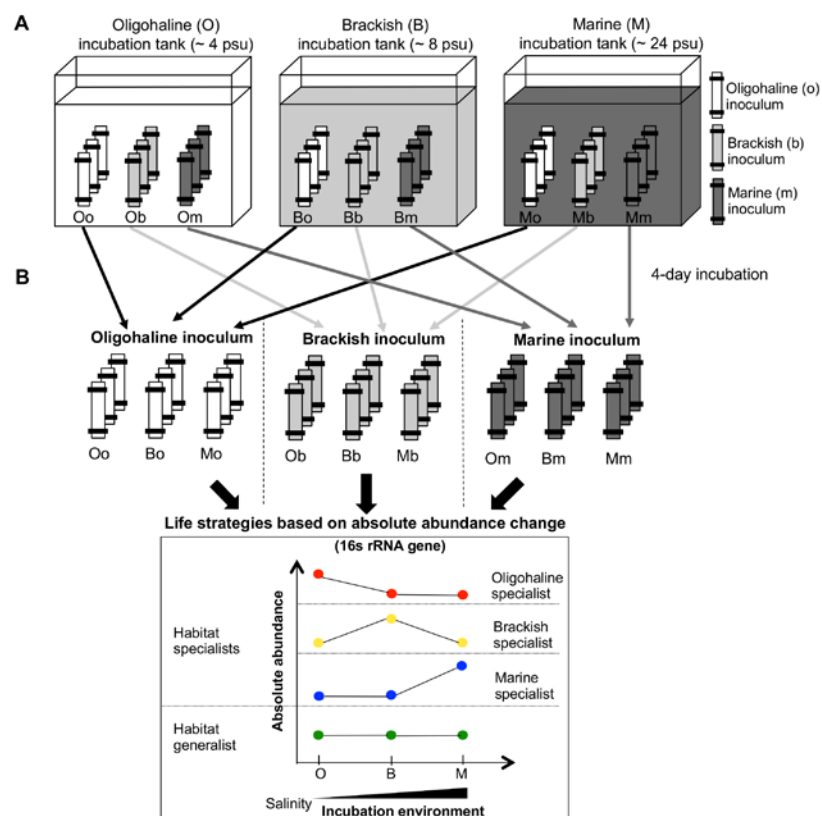 A
Oligohaline (O)
incubation tank (~ 4 psu)
Brackish (B)
incubation tank (~ 8 psu)
Marine (M)
incubation tank (~ 24 psu)
Oligohaline (o)
inoculum
Brackish (b)
inoculum
Marine (m)
inoculum
Oo
Ob
Om
Bo
Bb
Bm
Mo
Mb
Mm
4-day incubation
B
Oligohaline inoculum
Brackish inoculum
Marine inoculum
Oo
Bo
Mo
Ob
Bb
Mb
Om
Bm
Mm
Life strategies based on absolute abundance change
(16s rRNA gene)
Absolute abundance
Habitat
specialists
Habitat
generalist
Oligohaline
specialist
Brackish
specialist
Marine
specialist
O
B
M
Salinity
Incubation environment